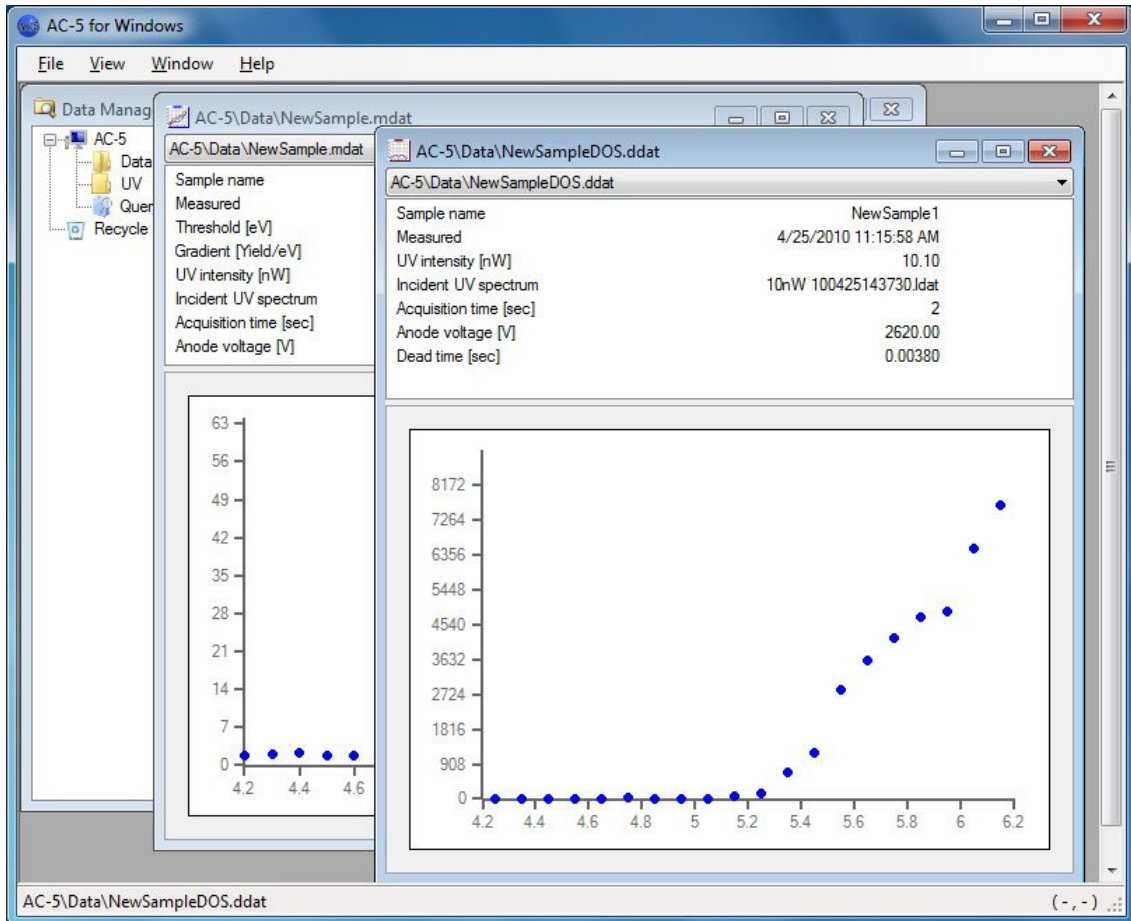 AC-5 for Windows
File View Window Help
Data Manag
AC-5
Data
UV
Quer
Recycle
AC-5\Data\NewSample.mdat
AC-5\Data\NewSample.mdat
Sample name
Measured
Threshold [eV]
Gradient [Yield/eV]
UV intensity [nW]
Incident UV spectrum
Acquisition time [sec]
Anode voltage [V]
63
56
49
42
35
28
21
14
7
0
4.2 4.4 4.6
AC-5\Data\NewSampleDOS.ddat
AC-5\Data\NewSampleDOS.ddat
Sample name NewSample1
Measured 4/25/2010 11:15:58 AM
UV intensity [nW] 10.10
Incident UV spectrum 10nW 100425143730.ldat
Acquisition time [sec] 2
Anode voltage [V] 2620.00
Dead time [sec] 0.00380
8172
7264
6356
5448
4540
3632
2724
1816
908
0
4.2 4.4 4.6 4.8 5 5.2 5.4 5.6 5.8 6 6.2
AC-5\Data\NewSampleDOS.ddat (-,-)